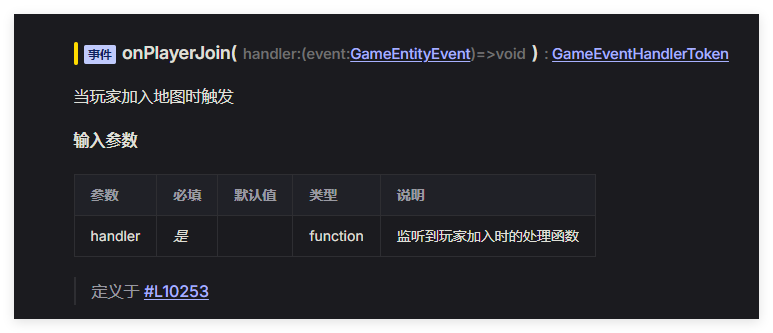 事件 onPlayerJoin( handler:(event:GameEntityEvent)=>void ) : GameEventHandlerToken
当玩家加入地图时触发
输入参数
参数 必填 默认值 类型 说明
handler 是 function 监听到玩家加入时的处理函数
定义于 #L10253